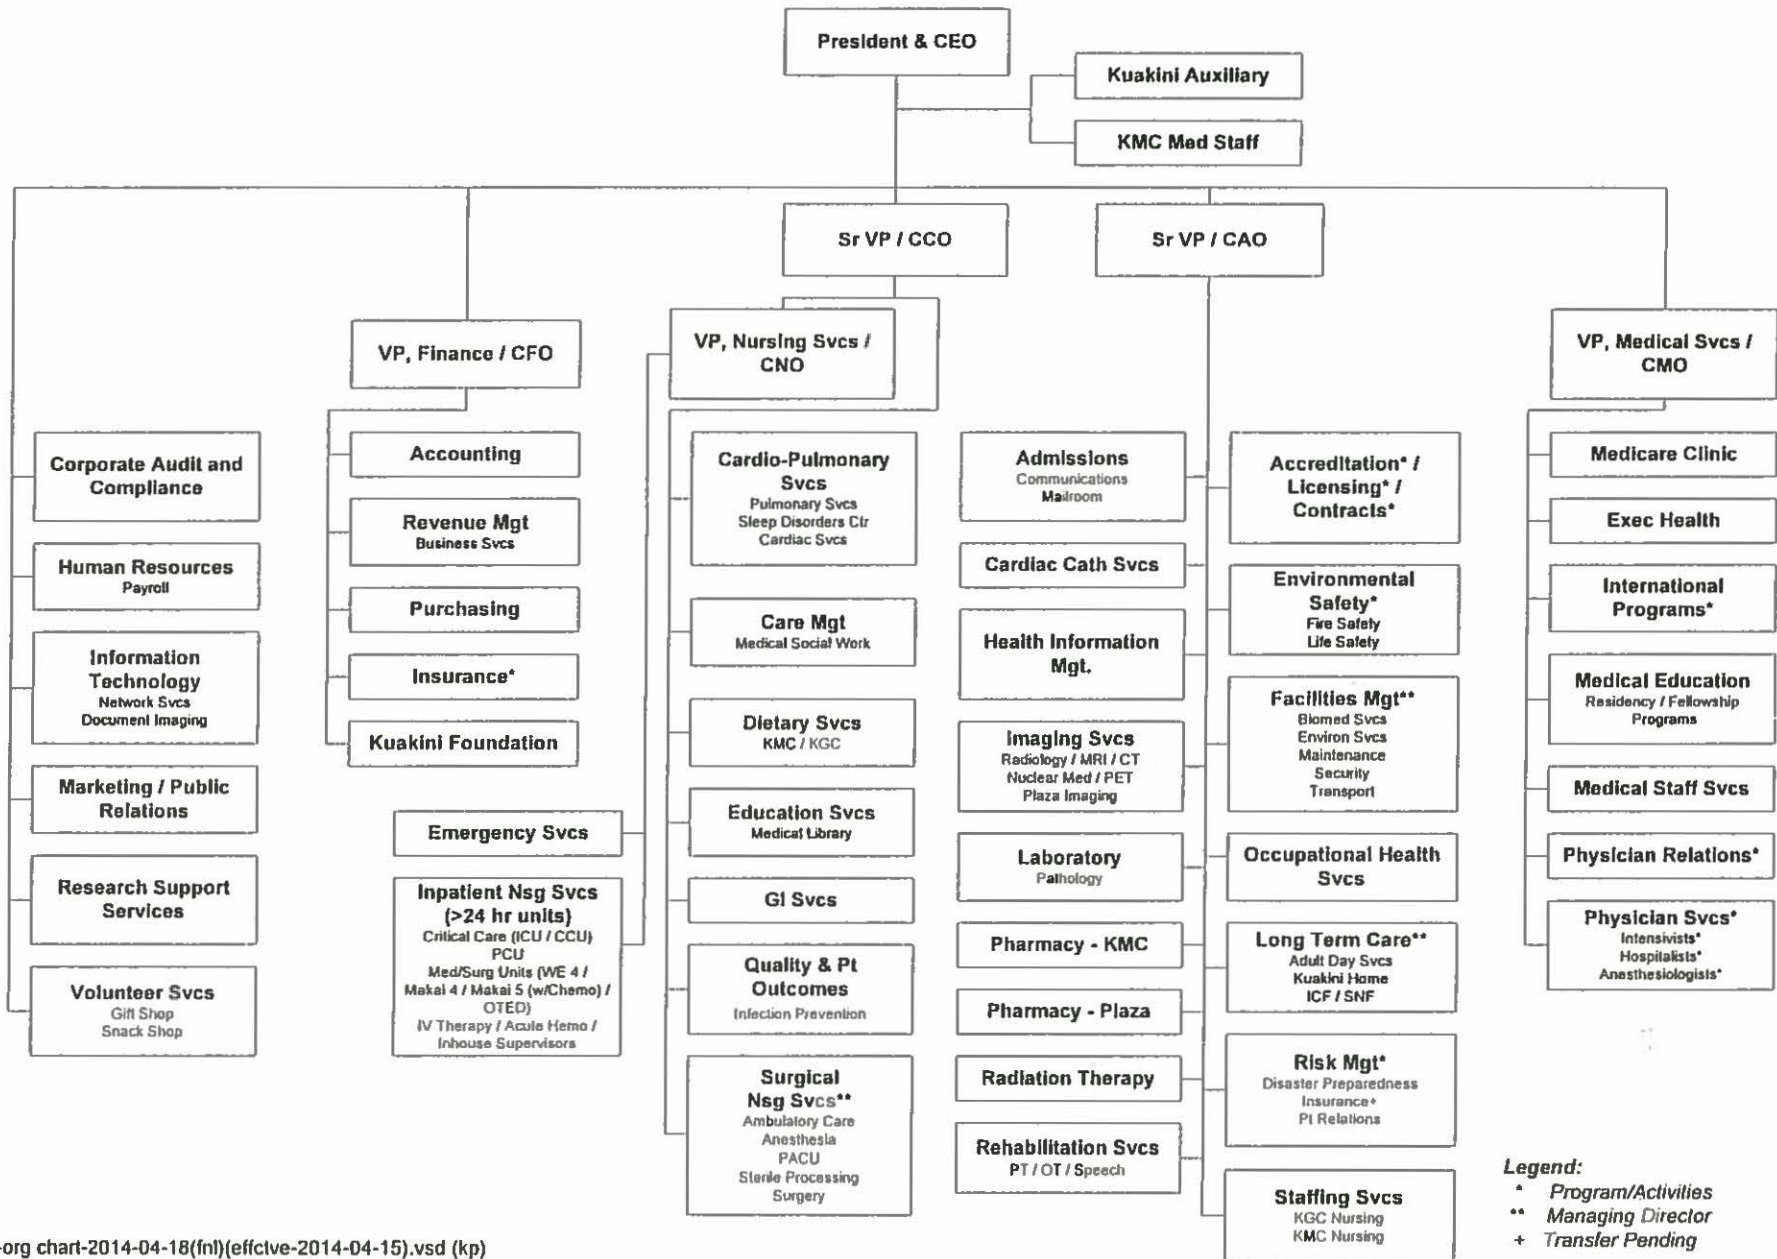 President & CEO
Kuakini Auxiliary
KMC Med Staff
Sr VP / CCO
Sr VP / CAO
VP, Finance / CFO
VP, Nursing Svcs /
CNO
VP, Medical Svcs /
CMO
Corporate Audit and
Compliance
Human Resources
Payroll
Information
Technology
Network Svcs
Document Imaging
Marketing / Public
Relations
Research Support
Services
Volunteer Svcs
Gift Shop
Snack Shop
Accounting
Revenue Mgt
Business Svcs
Purchasing
Insurance*
Kuakini Foundation
Emergency Svcs
Inpatient Nsg Svcs
(>24 hr units)
Critical Care (ICU / CCU)
PCU
Med/Surg Units (WE 4 /
Makai 4 / Makai 5 (w/Chemo) /
OTED)
IV Therapy / Acute Hemo /
Inhouse Supervisors
Cardio-Pulmonary
Svcs
Pulmonary Svcs
Sleep Disorders Ctr
Cardiac Svcs
Care Mgt
Medical Social Work
Dietary Svcs
KMC / KGC
Education Svcs
Medical Library
GI Svcs
Quality & Pt
Outcomes
Infection Prevention
Surgical
Nsg Svcs**
Ambulatory Care
Anesthesia
PACU
Sterile Processing
Surgery
Admissions
Communications
Mailroom
Cardiac Cath Svcs
Health Information
Mgt.
Imaging Svcs
Radiology / MRI / CT
Nuclear Med / PET
Plaza Imaging
Laboratory
Pathology
Pharmacy - KMC
Pharmacy - Plaza
Radiation Therapy
Rehabilitation Svcs
PT / OT / Speech
Accreditation* /
Licensing* /
Contracts*
Environmental
Safety*
Fire Safety
Life Safety
Facilities Mgt**
Biomed Svcs
Environ Svcs
Maintenance
Security
Transport
Occupational Health
Svcs
Long Term Care**
Adult Day Svcs
Kuakini Home
ICF / SNF
Risk Mgt*
Disaster Preparedness
Insurance+
Pt Relations
Staffing Svcs
KGC Nursing
KMC Nursing
Medicare Clinic
Exec Health
International
Programs*
Medical Education
Residency / Fellowship
Programs
Medical Staff Svcs
Physician Relations*
Physician Svcs*
Intensivists*
Hospitalists*
Anesthesiologists*
Legend:
* Program/Activities
** Managing Director
+ Transfer Pending
-org chart-2014-04-18(fnl)(effctve-2014-04-15).vsd (kp)